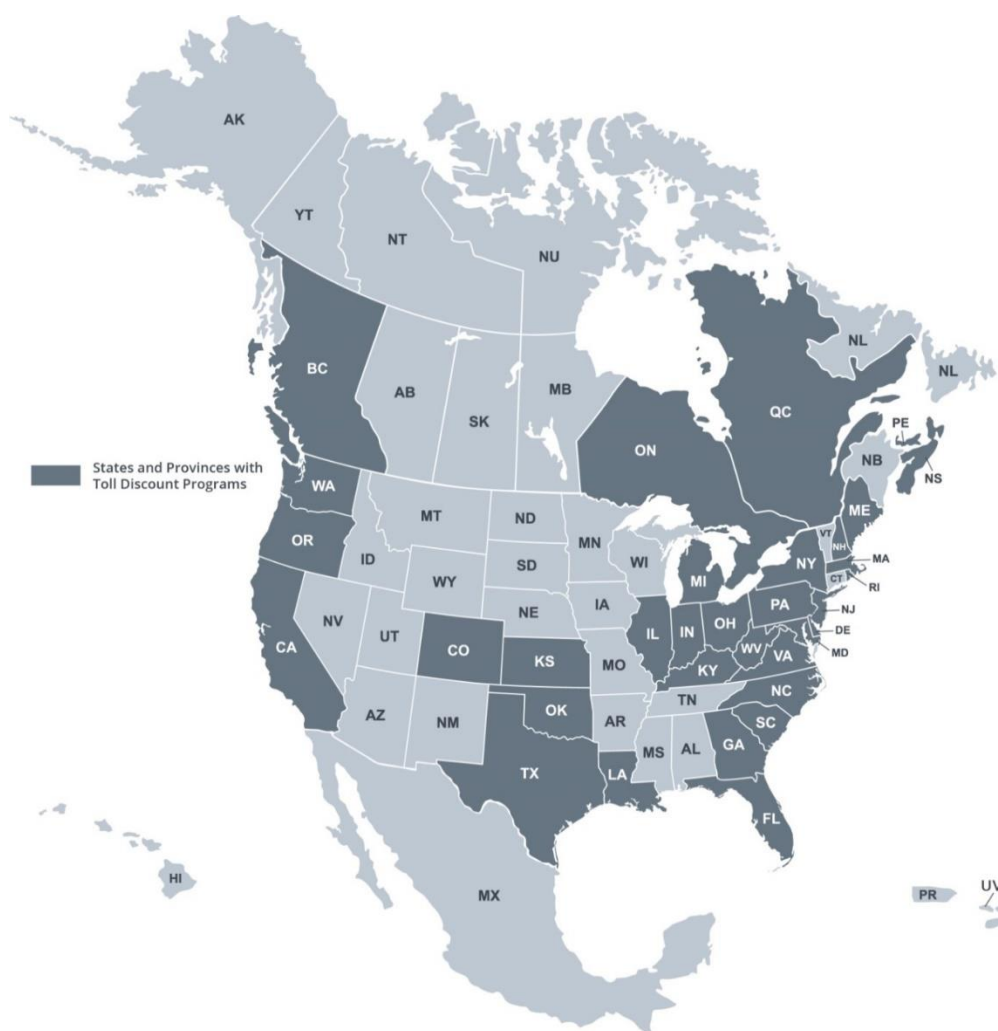 AK
YT
NT
NU
NL
NL
BC
AB
SK
MB
ON
QC
PE
NB
NS
States and Provinces with
Toll Discount Programs
WA
MT
ND
MN
ME
VT
NH
MA
OR
ID
WY
SD
WI
MI
NY
CT
RI
NE
IA
PA
NJ
CA
NV
UT
CO
KS
MO
IL
IN
OH
WV
VA
DE
MD
KY
NC
AZ
NM
OK
AR
TN
SC
TX
LA
MS
AL
GA
FL
HI
MX
PR
UV